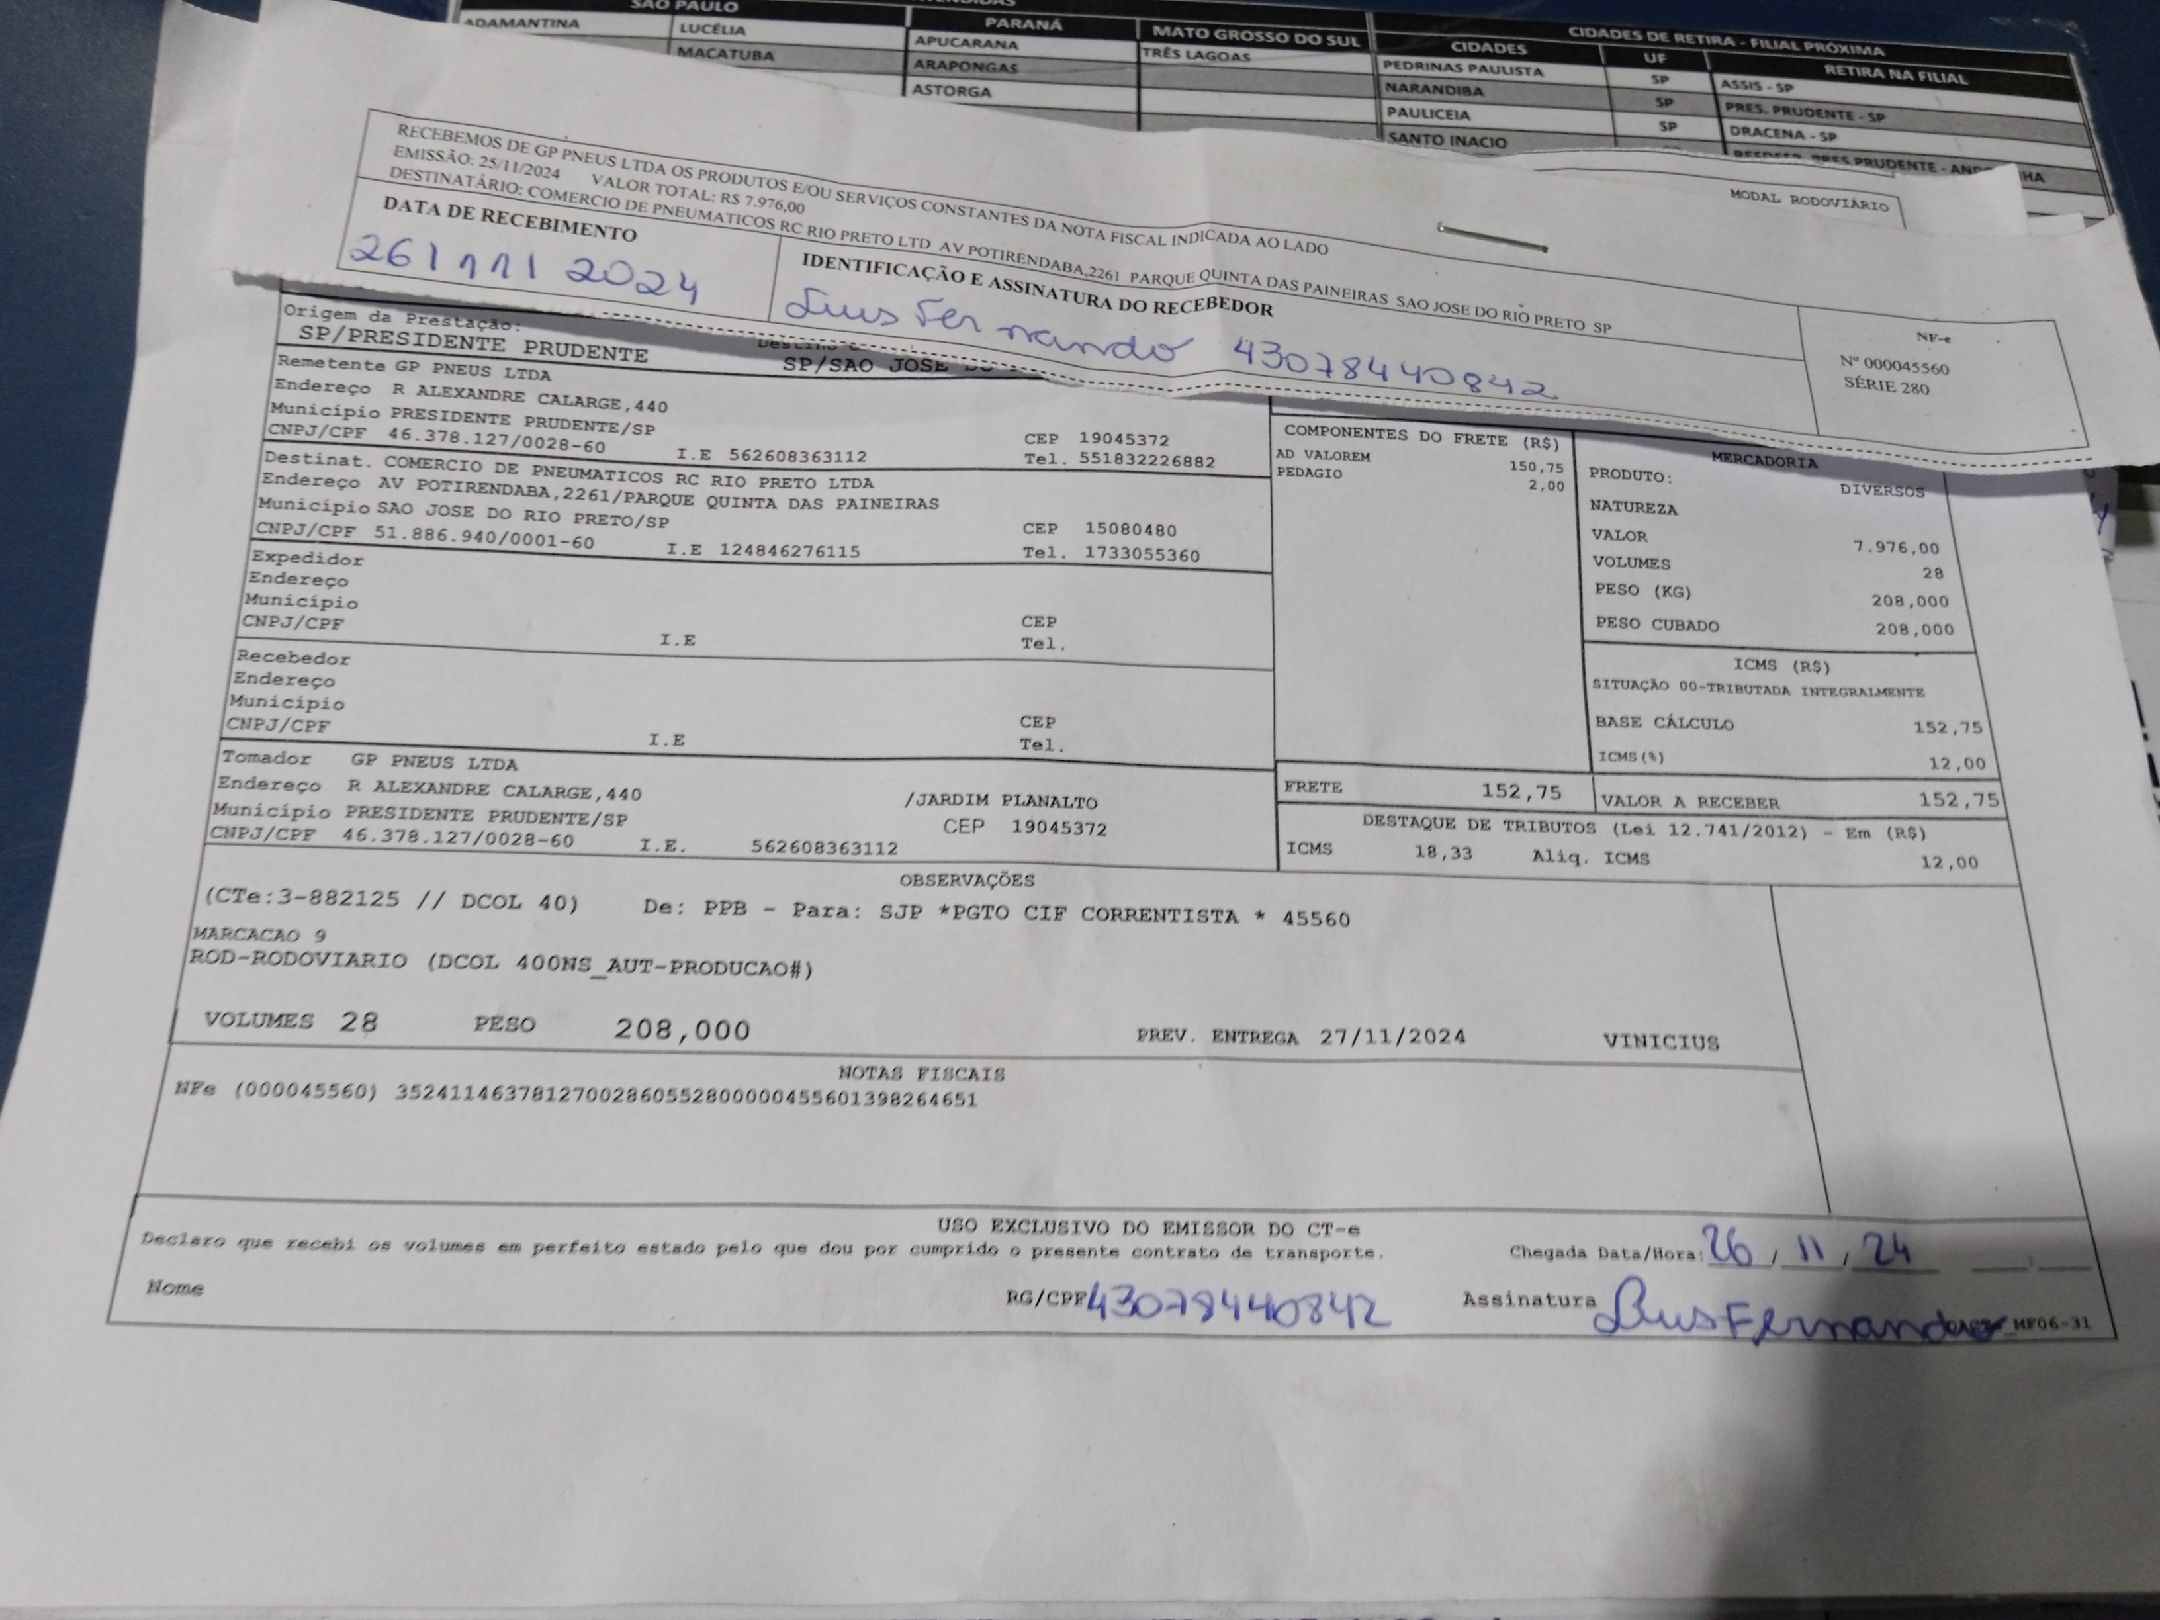 SÃO PAULO
ADAMANTINA LUCÉLIA PARANÁ MATO GROSSO DO SUL CIDADES DE RETIRA - FILIAL PRÓXIMA
MACATUBA APUCARANA TRÊS LAGOAS CIDADES UF RETIRA NA FILIAL
ARAPONGAS PEDRINAS PAULISTA SP ASSIS - SP
ASTORGA NARANDIBA SP PRES. PRUDENTE - SP
PAULICEIA SP DRACENA - SP
SANTO INACIO
MODAL RODOVIÁRIO
RECEBEMOS DE GP PNEUS LTDA OS PRODUTOS E/OU SERVIÇOS CONSTANTES DA NOTA FISCAL INDICADA AO LADO
EMISSÃO: 25/11/2024 VALOR TOTAL: R$ 7.976,00
DESTINATÁRIO: COMERCIO DE PNEUMATICOS RC RIO PRETO LTD AV POTIRENDABA,2261 PARQUE QUINTA DAS PAINEIRAS SAO JOSE DO RIO PRETO SP
DATA DE RECEBIMENTO IDENTIFICAÇÃO E ASSINATURA DO RECEBEDOR
26/11/2024 Luis Fernando 43078440842
NF-e
Nº 000045560
SÉRIE 280
Origem da Prestação:
SP/PRESIDENTE PRUDENTE SP/SAO JOSE DO
Remetente GP PNEUS LTDA
Endereço R ALEXANDRE CALARGE,440
Município PRESIDENTE PRUDENTE/SP CEP 19045372
CNPJ/CPF 46.378.127/0028-60 I.E 562608363112 Tel. 551832226882
Destinat. COMERCIO DE PNEUMATICOS RC RIO PRETO LTDA
Endereço AV POTIRENDABA,2261/PARQUE QUINTA DAS PAINEIRAS
Município SAO JOSE DO RIO PRETO/SP CEP 15080480
CNPJ/CPF 51.886.940/0001-60 I.E 124846276115 Tel. 1733055360
Expedidor
Endereço
Município CEP
CNPJ/CPF I.E Tel.
Recebedor
Endereço
Município CEP
CNPJ/CPF I.E Tel.
Tomador GP PNEUS LTDA
Endereço R ALEXANDRE CALARGE,440 /JARDIM PLANALTO
Município PRESIDENTE PRUDENTE/SP CEP 19045372
CNPJ/CPF 46.378.127/0028-60 I.E. 562608363112
COMPONENTES DO FRETE (R$)
AD VALOREM 150,75
PEDAGIO 2,00
MERCADORIA
PRODUTO: DIVERSOS
NATUREZA
VALOR 7.976,00
VOLUMES 28
PESO (KG) 208,000
PESO CUBADO 208,000
ICMS (R$)
SITUAÇÃO 00-TRIBUTADA INTEGRALMENTE
BASE CÁLCULO 152,75
ICMS(%) 12,00
FRETE 152,75 VALOR A RECEBER 152,75
DESTAQUE DE TRIBUTOS (Lei 12.741/2012) - Em (R$)
ICMS 18,33 Aliq. ICMS 12,00
OBSERVAÇÕES
(CTe:3-882125 // DCOL 40) De: PPB - Para: SJP *PGTO CIF CORRENTISTA * 45560
MARCACAO 9
ROD-RODOVIARIO (DCOL 400NS_AUT-PRODUCAO#)
VOLUMES 28 PESO 208,000 PREV. ENTREGA 27/11/2024 VINICIUS
NOTAS FISCAIS
NFe (000045560) 35241146378127002860552800000455601398264651
USO EXCLUSIVO DO EMISSOR DO CT-e
Declaro que recebi os volumes em perfeito estado pelo que dou por cumprido o presente contrato de transporte. Chegada Data/Hora: 26/11/24 :
Nome RG/CPF 43078440842 Assinatura Luis Fernando MF06-31